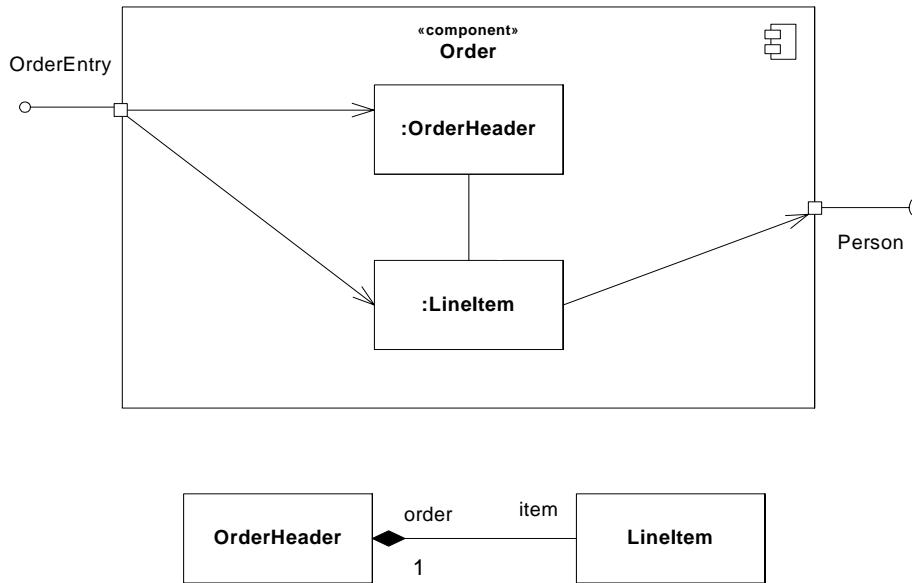 «component»
Order
OrderEntry
:OrderHeader
:LineItem
Person
OrderHeader
order
item
LineItem
1